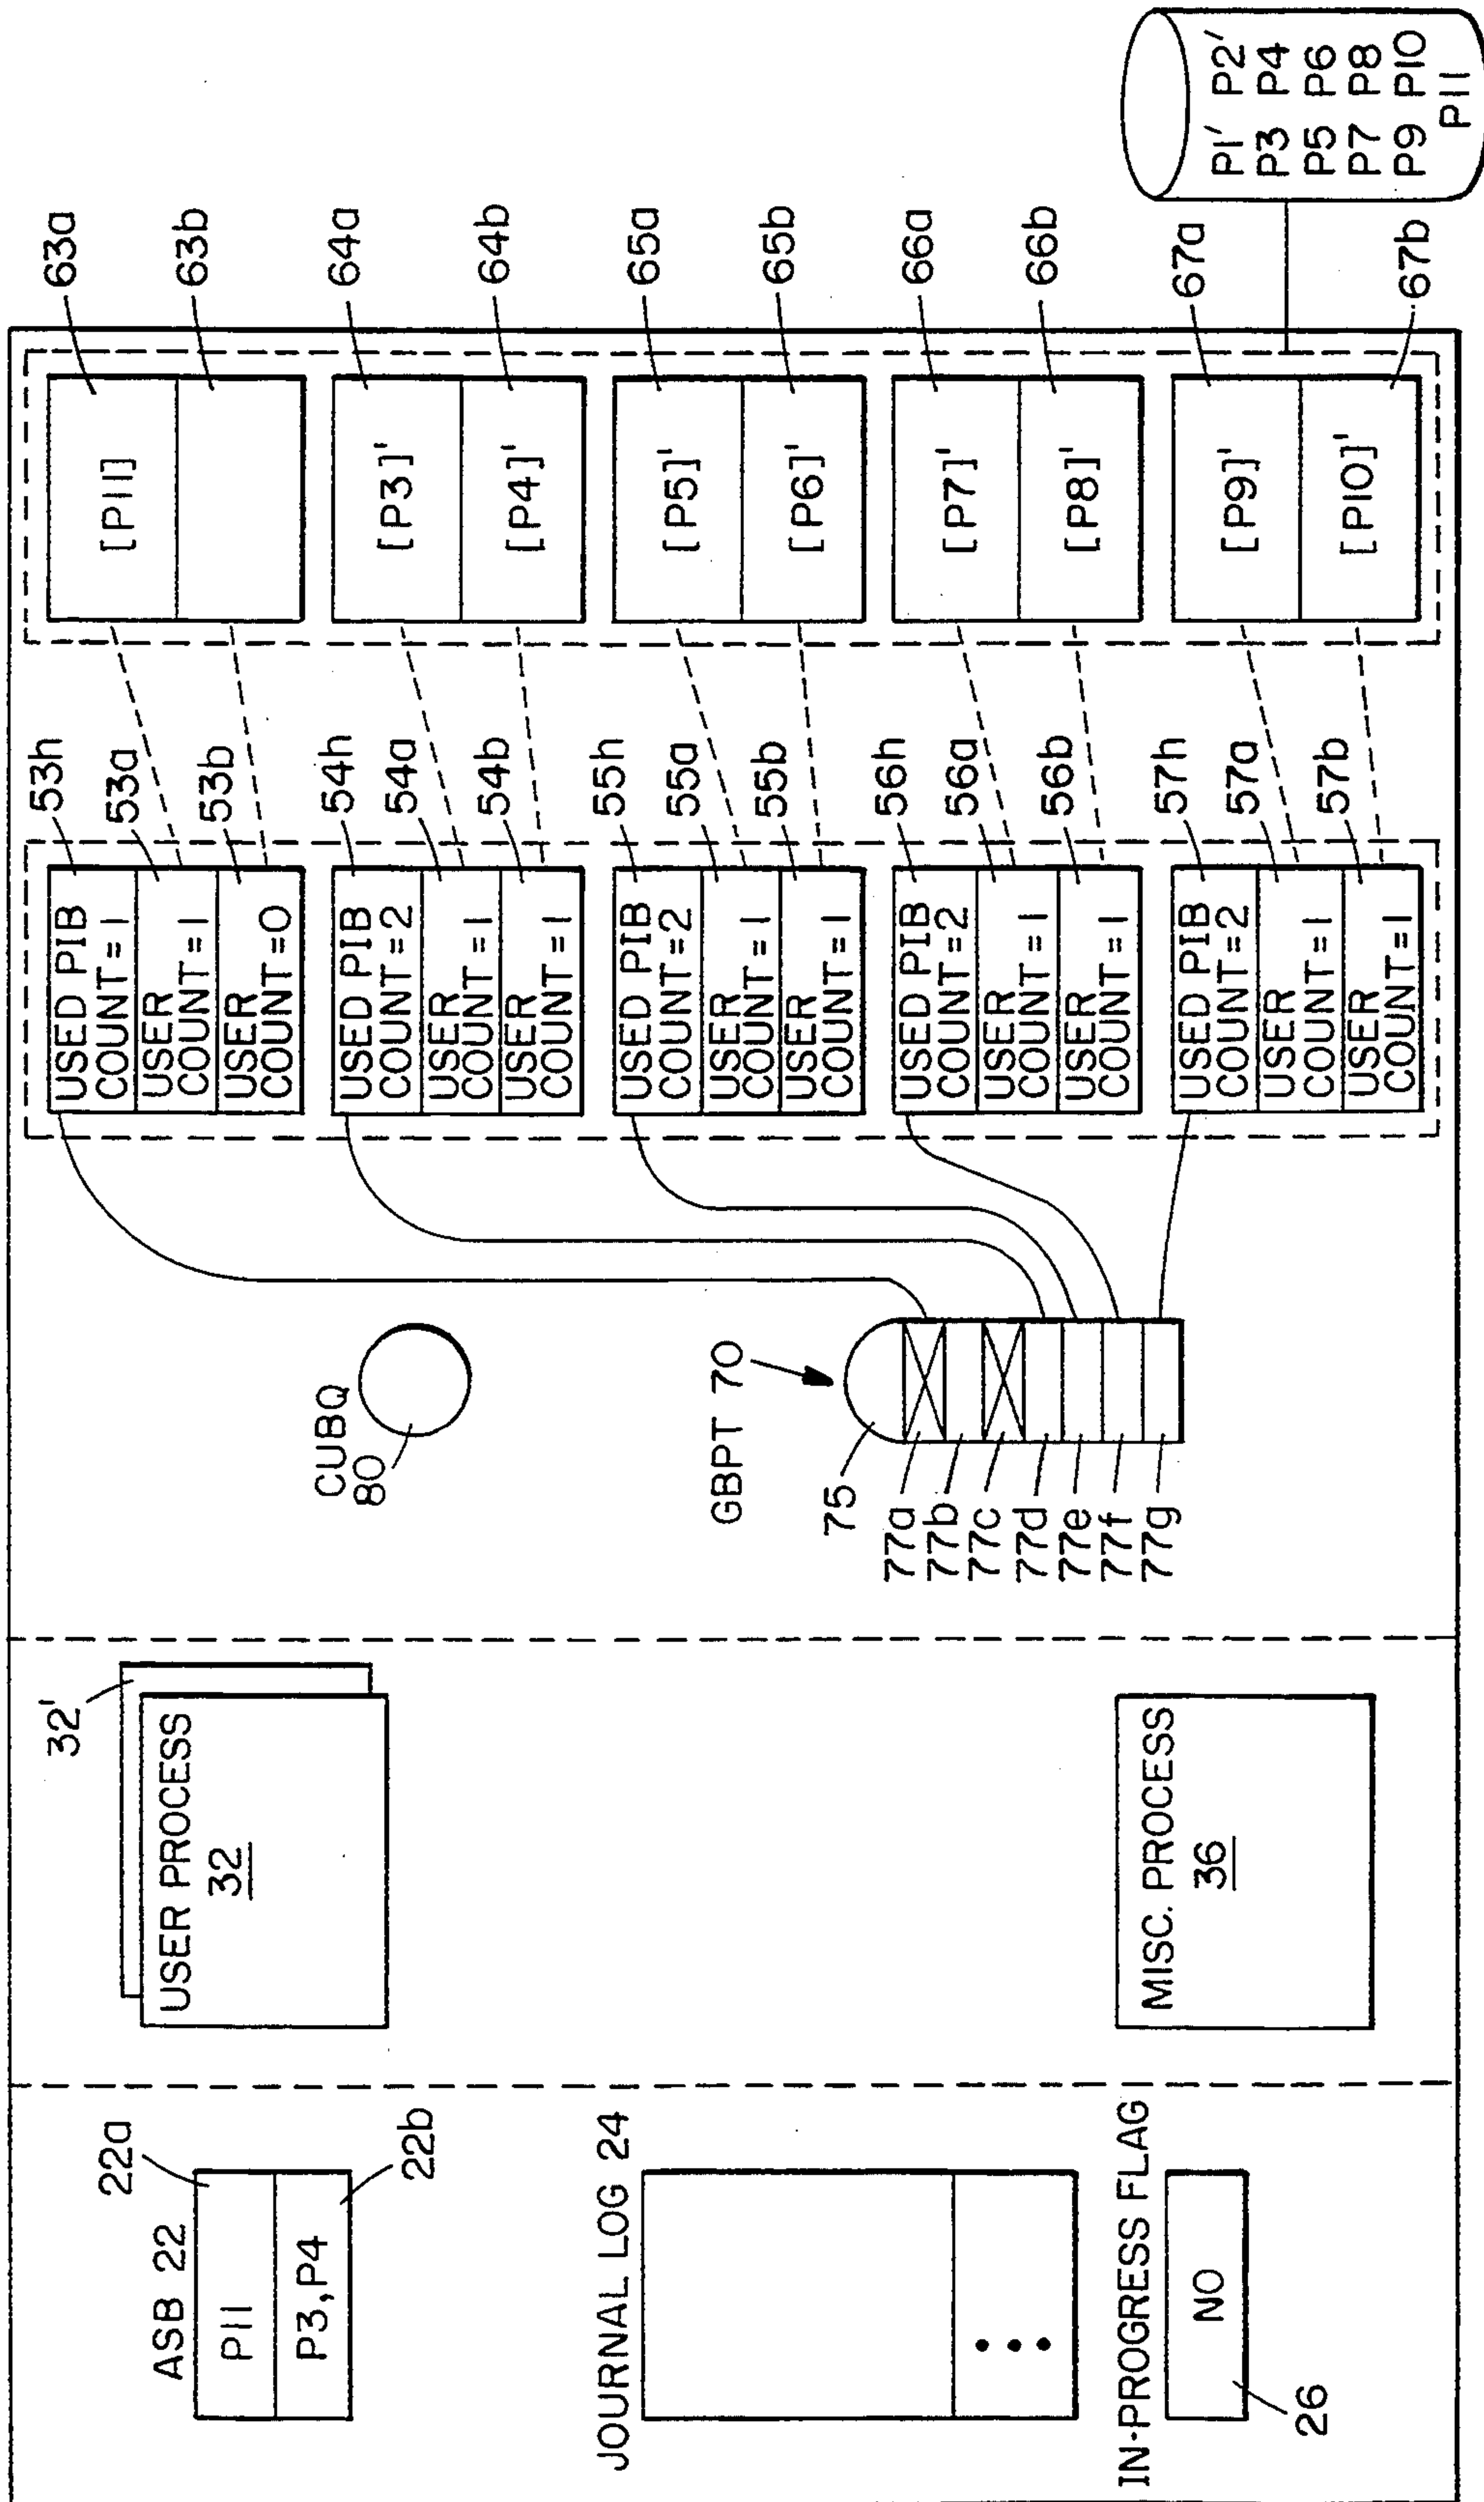 ASB 22
22a
P11
P3,P4
22b
JOURNAL LOG 24
IN-PROGRESS FLAG
NO
26
32'
USER PROCESS
32
MISC. PROCESS
36
CUBQ
80
GBPT 70
75
77a
77b
77c
77d
77e
77f
77g
53h
USED PIB
COUNT=1
53a
USER
COUNT=1
53b
USER
COUNT=0
54h
USED PIB
COUNT=2
54a
USER
COUNT=1
54b
USER
COUNT=1
55h
USED PIB
COUNT=2
55a
USER
COUNT=1
55b
USER
COUNT=1
56h
USED PIB
COUNT=2
56a
USER
COUNT=1
56b
USER
COUNT=1
57h
USED PIB
COUNT=2
57a
USER
COUNT=1
57b
USER
COUNT=1
[P11]
63a
63b
[P3]'
64a
[P4]'
64b
[P5]'
65a
[P6]'
65b
[P7]'
66a
[P8]'
66b
[P9]'
67a
[P10]'
67b
P1' P2'
P3 P4
P5 P6
P7 P8
P9 P10
P11